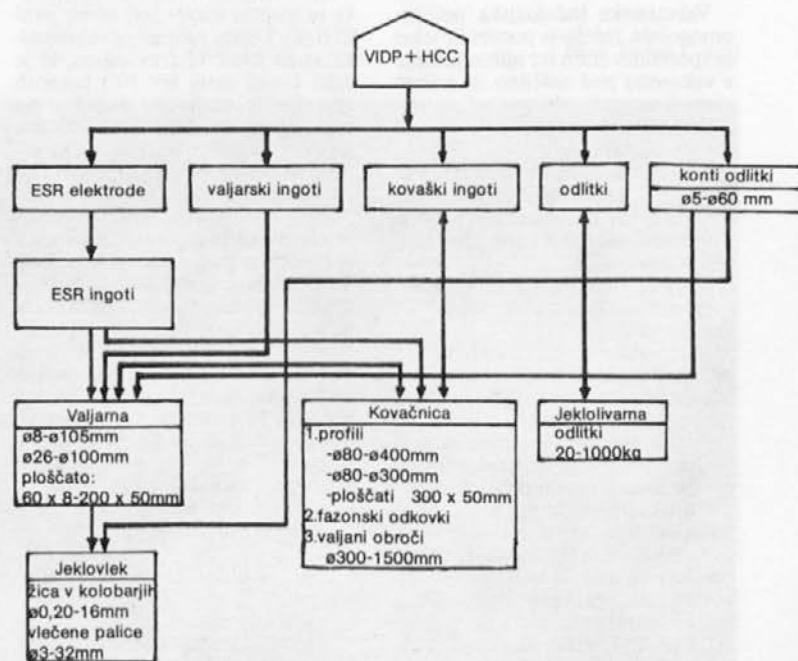 VIDP + HCC
ESR elektrode
valjarski ingoti
kovaški ingoti
odlitki
konti odlitki
ø5-ø60 mm
ESR ingoti
Valjarna
ø8-ø105mm
ø26-ø100mm
ploščato:
60 x 8-200 x 50mm
Kovačnica
1.profili
-ø80-ø400mm
-ø80-ø300mm
-ploščati 300 x 50mm
2.fazonski odkovki
3.valjani obroči
ø300-1500mm
Jeklolivarna
odlitki
20-1000kg
Jeklovlek
žica v kolobarjih
ø0,20-16mm
vlečene palice
ø3-32mm